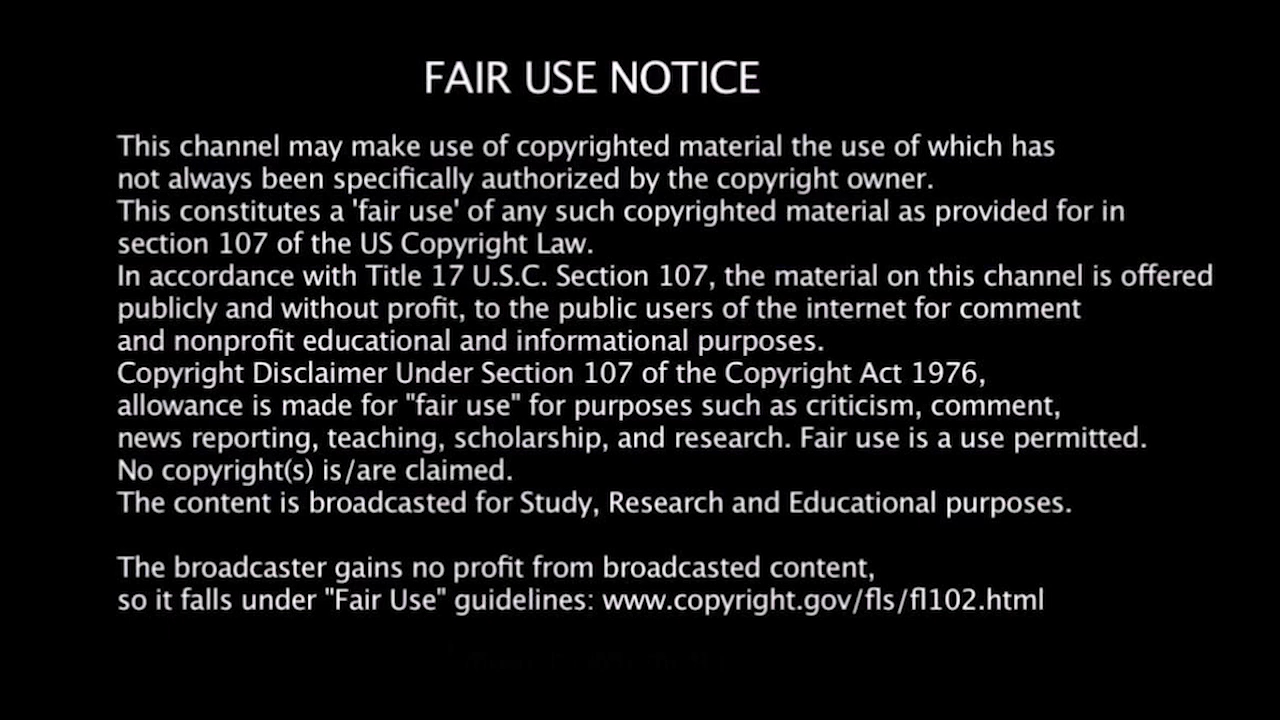 FAIR USE NOTICE
This channel may make use of copyrighted material the use of which has
not always been specifically authorized by the copyright owner.
This constitutes a 'fair use' of any such copyrighted material as provided for in
section 107 of the US Copyright Law.
In accordance with Title 17 U.S.C. Section 107, the material on this channel is offered
publicly and without profit, to the public users of the internet for comment
and nonprofit educational and informational purposes.
Copyright Disclaimer Under Section 107 of the Copyright Act 1976,
allowance is made for "fair use" for purposes such as criticism, comment,
news reporting, teaching, scholarship, and research. Fair use is a use permitted.
No copyright(s) is/are claimed.
The content is broadcasted for Study, Research and Educational purposes.
The broadcaster gains no profit from broadcasted content,
so it falls under "Fair Use" guidelines: www.copyright.gov/fls/fl102.html